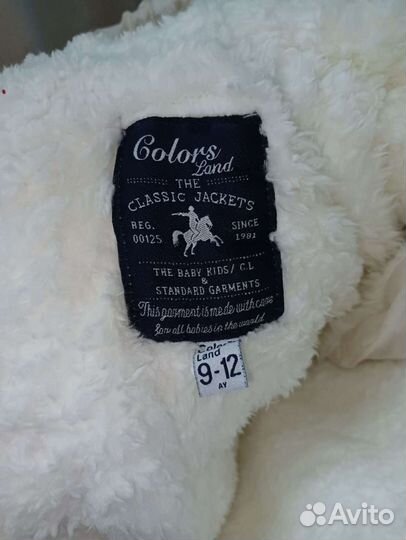 Colors
Land
THE
CLASSIC JACKETS
REG. SINCE
00125 1981
THE BABY KIDS/ C.L
&
STANDARD GARMENTS
This garment is made with care
for all babies in the world
Colors
Land
9-12
AY
Avito